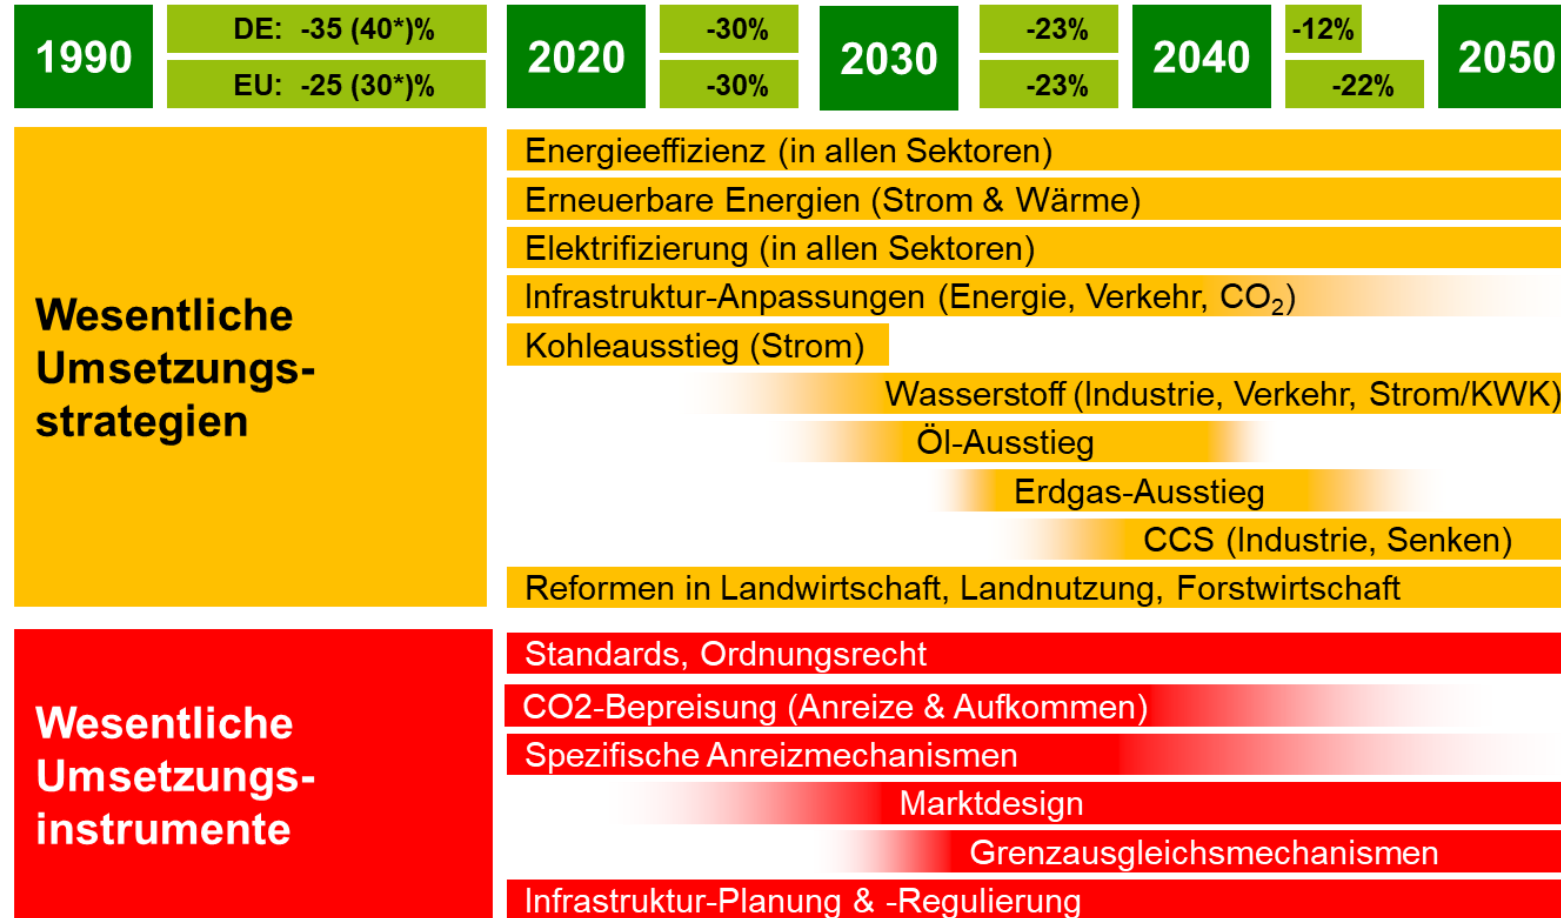 1990
DE: -35 (40*)%
EU: -25 (30*)%
2020
-30%
-30%
2030
-23%
-23%
2040
-12%
-22%
2050
Wesentliche
Umsetzungs-
strategien
Energieeffizienz (in allen Sektoren)
Erneuerbare Energien (Strom & Wärme)
Elektrifizierung (in allen Sektoren)
Infrastruktur-Anpassungen (Energie, Verkehr, CO₂)
Kohleausstieg (Strom)
Wasserstoff (Industrie, Verkehr, Strom/KWK)
Öl-Ausstieg
Erdgas-Ausstieg
CCS (Industrie, Senken)
Reformen in Landwirtschaft, Landnutzung, Forstwirtschaft
Wesentliche
Umsetzungs-
instrumente
Standards, Ordnungsrecht
CO2-Bepreisung (Anreize & Aufkommen)
Spezifische Anreizmechanismen
Marktdesign
Grenzausgleichsmechanismen
Infrastruktur-Planung & -Regulierung